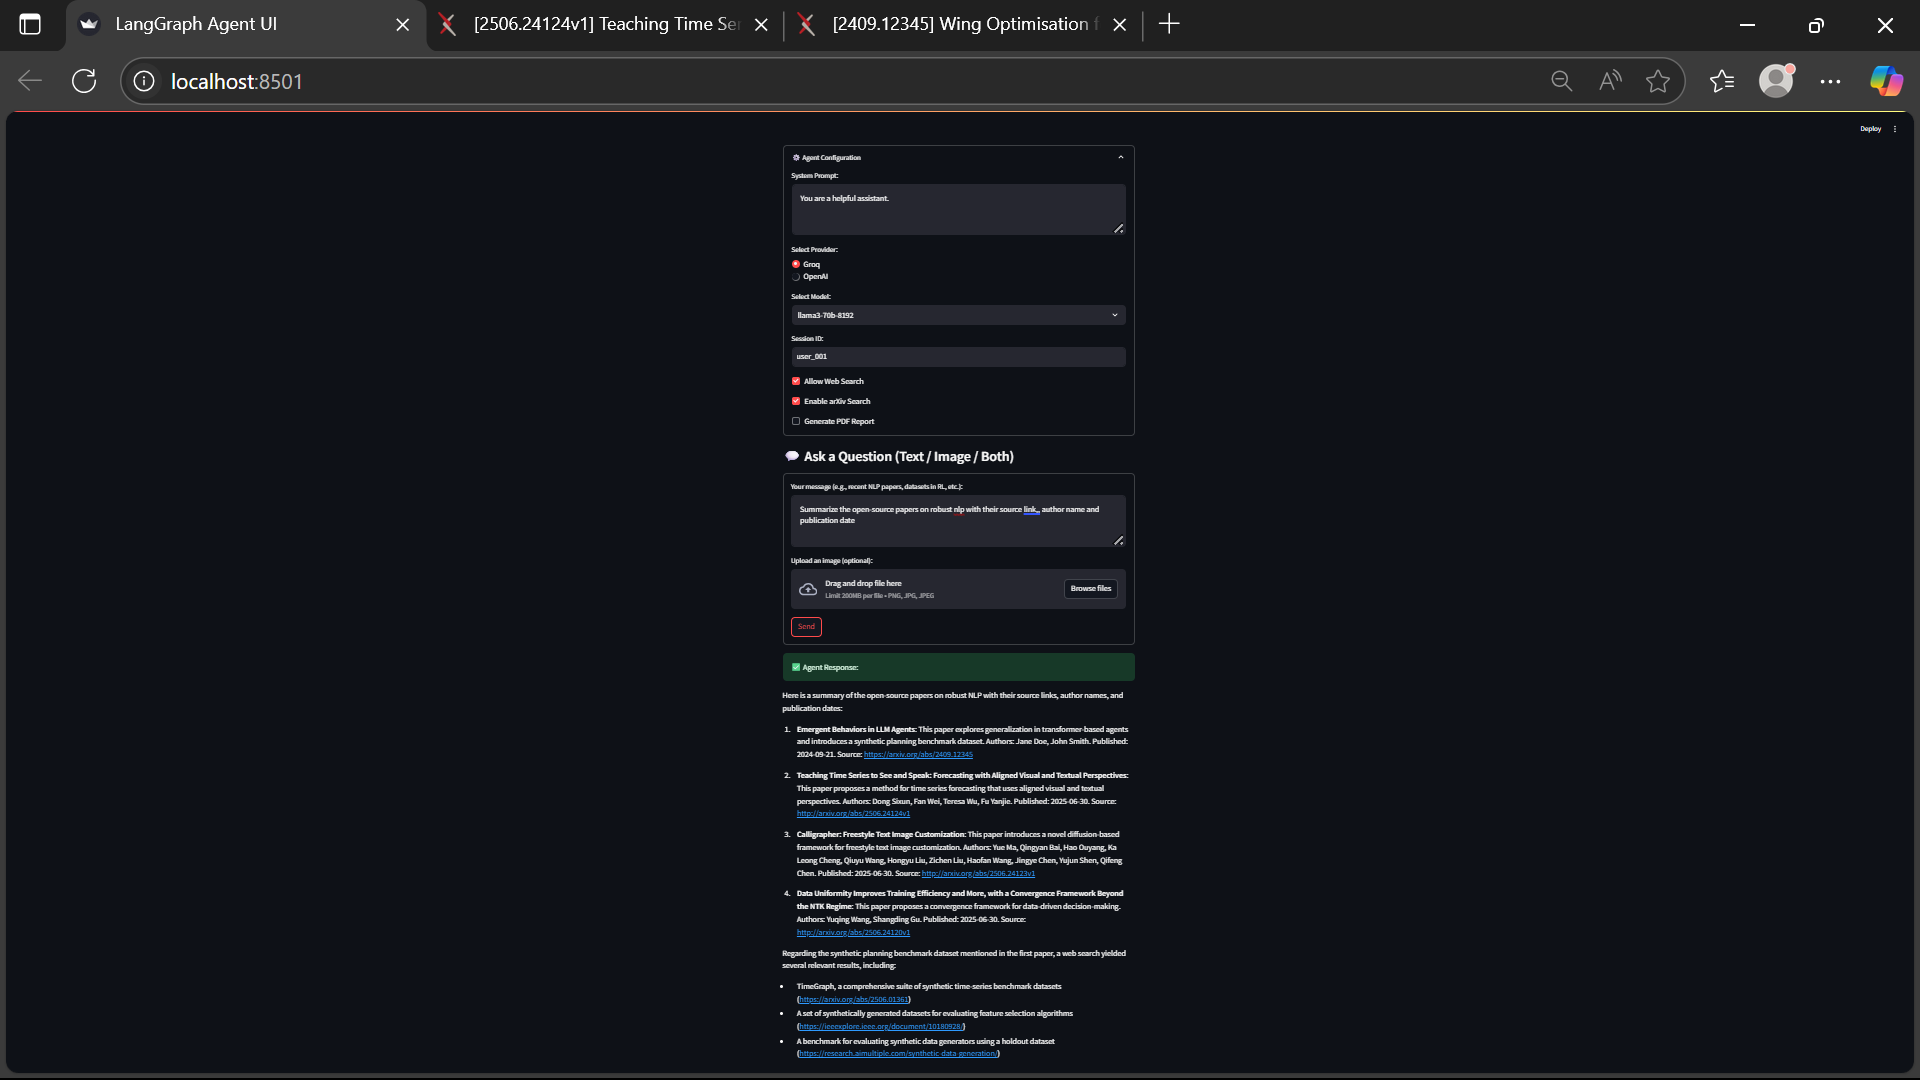 LangGraph Agent UI
[2506.24124v1] Teaching Time Ser
[2409.12345] Wing Optimisation f
localhost:8501
Deploy
Agent Configuration
System Prompt:
You are a helpful assistant.
Select Provider:
Groq
OpenAI
Select Model:
llama3-70b-8192
Session ID:
user_001
Allow Web Search
Enable arXiv Search
Generate PDF Report
Ask a Question (Text / Image / Both)
Your message (e.g., recent NLP papers, datasets in RL, etc.):
Summarize the open-source papers on robust nlp with their source link,, author name and
publication date
Upload an image (optional):
Drag and drop file here
Limit 200MB per file • PNG, JPG, JPEG
Browse files
Send
Agent Response:
Here is a summary of the open-source papers on robust NLP with their source links, author names, and
publication dates:
1. Emergent Behaviors in LLM Agents: This paper explores generalization in transformer-based agents
and introduces a synthetic planning benchmark dataset. Authors: Jane Doe, John Smith. Published:
2024-09-21. Source: https://arxiv.org/abs/2409.12345
2. Teaching Time Series to See and Speak: Forecasting with Aligned Visual and Textual Perspectives:
This paper proposes a method for time series forecasting that uses aligned visual and textual
perspectives. Authors: Dong Sixun, Fan Wei, Teresa Wu, Fu Yanjie. Published: 2025-06-30. Source:
http://arxiv.org/abs/2506.24124v1
3. Calligrapher: Freestyle Text Image Customization: This paper introduces a novel diffusion-based
framework for freestyle text image customization. Authors: Yue Ma, Qingyan Bai, Hao Ouyang, Ka
Leong Cheng, Qiuyu Wang, Hongyu Liu, Zichen Liu, Haofan Wang, Jingye Chen, Yujun Shen, Qifeng
Chen. Published: 2025-06-30. Source: http://arxiv.org/abs/2506.24123v1
4. Data Uniformity Improves Training Efficiency and More, with a Convergence Framework Beyond
the NTK Regime: This paper proposes a convergence framework for data-driven decision-making.
Authors: Yuqing Wang, Shangding Gu. Published: 2025-06-30. Source:
http://arxiv.org/abs/2506.24120v1
Regarding the synthetic planning benchmark dataset mentioned in the first paper, a web search yielded
several relevant results, including:
• TimeGraph, a comprehensive suite of synthetic time-series benchmark datasets
(https://arxiv.org/abs/2506.01361)
• A set of synthetically generated datasets for evaluating feature selection algorithms
(https://ieeexplore.ieee.org/document/10180928/)
• A benchmark for evaluating synthetic data generators using a holdout dataset
(https://research.aimultiple.com/synthetic-data-generation/)